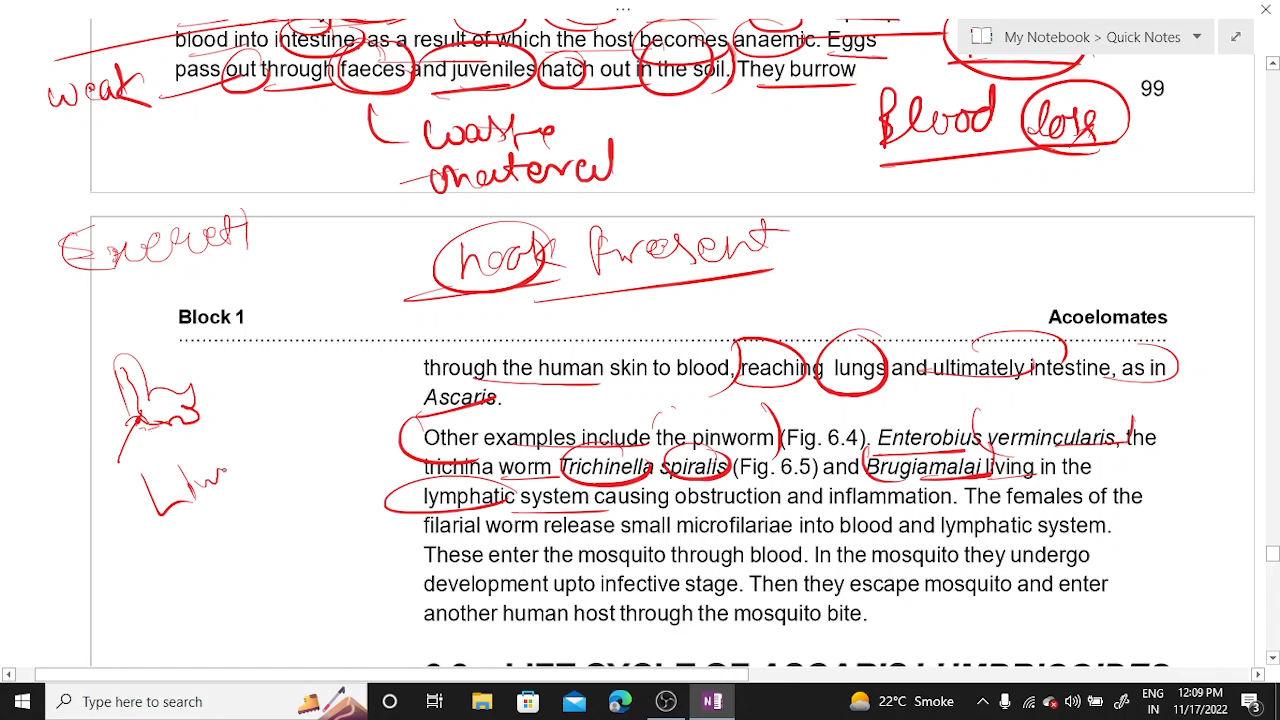 blood into intestine as a result of which the host becomes anaemic. Eggs
My Notebook > Quick Notes
pass out through faeces and juveniles hatch out in the soil. They burrow
weak
99
Blood loss
waste
material
hook Present
Block 1
Acoelomates
through the human skin to blood, reaching lungs and ultimately intestine, as in
Ascaris.
Other examples include the pinworm (Fig. 6.4). Enterobius vermincularis, the
trichina worm Trichinella spiralis (Fig. 6.5) and Brugiamalai living in the
lymphatic system causing obstruction and inflammation. The females of the
filarial worm release small microfilariae into blood and lymphatic system.
These enter the mosquito through blood. In the mosquito they undergo
development upto infective stage. Then they escape mosquito and enter
another human host through the mosquito bite.
LIFE CYCLE OF ASCARIS LUMBRICOIDES
Type here to search
22°C Smoke
ENG
IN
12:09 PM
11/17/2022
3